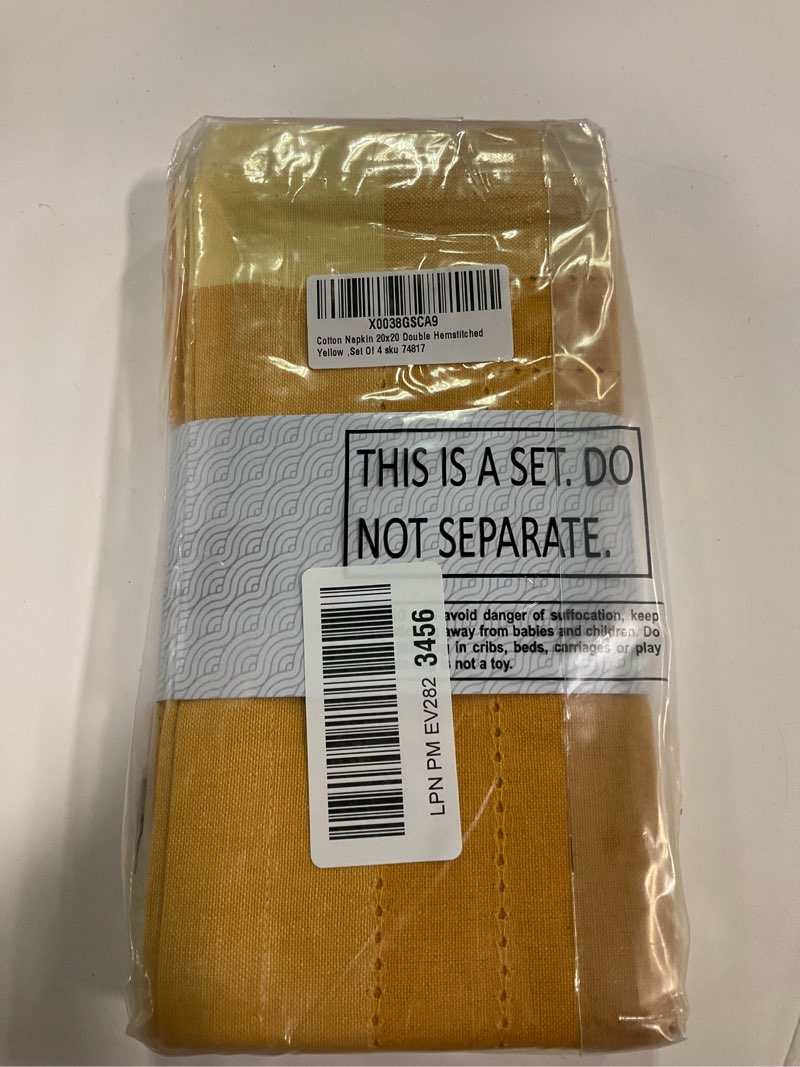 X0038GSCA9
Cotton Napkin 20x20 Double Hemstitched
Yellow ,Set Of 4 sku 74817
THIS IS A SET. DO
NOT SEPARATE.
avoid danger of suffocation, keep
away from babies and children. Do
in cribs, beds, carriages or play
not a toy.
LPN PM EV282 3456